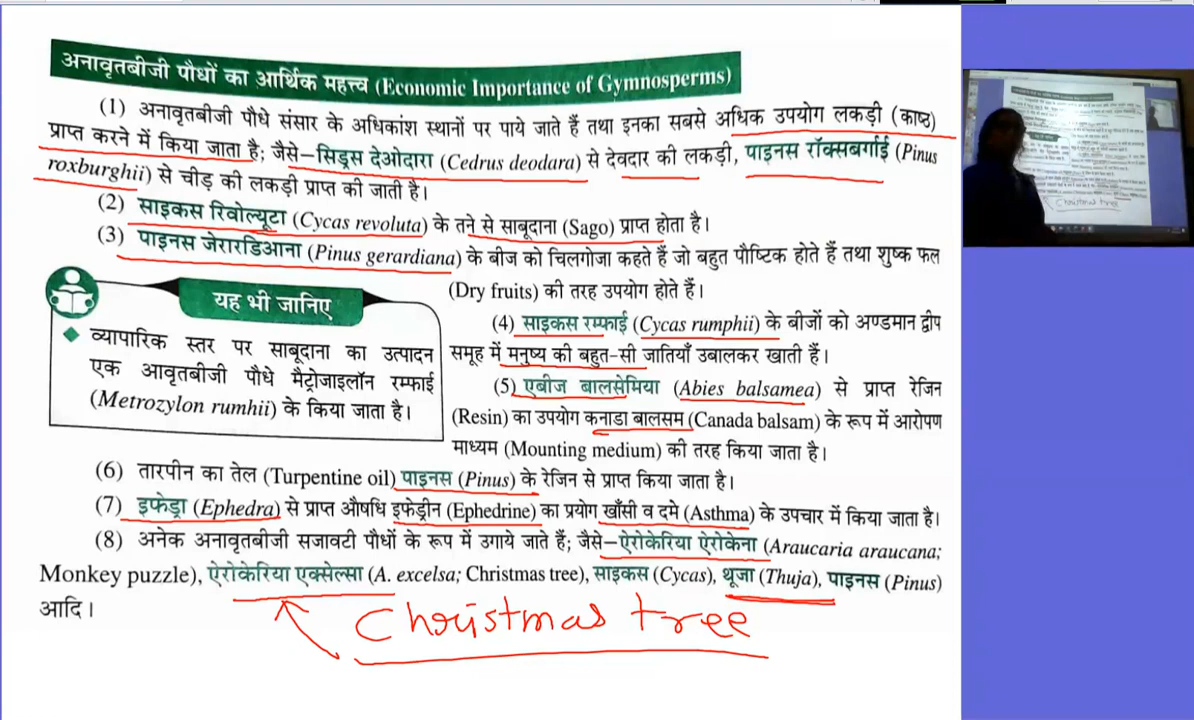 अनावृतबीजी पौधों का आर्थिक महत्त्व (Economic Importance of Gymnosperms)
(1) अनावृतबीजी पौधे संसार के अधिकांश स्थानों पर पाये जाते हैं तथा इनका सबसे अधिक उपयोग लकड़ी (काष्ठ)
प्राप्त करने में किया जाता है; जैसे–सिड्रस देओदारा (Cedrus deodara) से देवदार की लकड़ी, पाइनस रॉक्सबर्गाई (Pinus
roxburghii) से चीड़ की लकड़ी प्राप्त की जाती है।
(2) साइकस रिवोल्यूटा (Cycas revoluta) के तने से साबूदाना (Sago) प्राप्त होता है।
(3) पाइनस जेरारडिआना (Pinus gerardiana) के बीज को चिलगोजा कहते हैं जो बहुत पौष्टिक होते हैं तथा शुष्क फल
(Dry fruits) की तरह उपयोग होते हैं।
यह भी जानिए
व्यापारिक स्तर पर साबूदाना का उत्पादन
एक आवृतबीजी पौधे मैट्रोजाइलॉन रम्फाई
(Metrozylon rumhii) के किया जाता है।
(4) साइकस रम्फाई (Cycas rumphii) के बीजों को अण्डमान द्वीप
समूह में मनुष्य की बहुत-सी जातियाँ उबालकर खाती हैं।
(5) एबीज बालसेमिया (Abies balsamea) से प्राप्त रेजिन
(Resin) का उपयोग कनाडा बालसम (Canada balsam) के रूप में आरोपण
माध्यम (Mounting medium) की तरह किया जाता है।
(6) तारपीन का तेल (Turpentine oil) पाइनस (Pinus) के रेजिन से प्राप्त किया जाता है।
(7) इफेड्रा (Ephedra) से प्राप्त औषधि इफेड्रीन (Ephedrine) का प्रयोग खाँसी व दमे (Asthma) के उपचार में किया जाता है।
(8) अनेक अनावृतबीजी सजावटी पौधों के रूप में उगाये जाते हैं; जैसे–ऐरोकेरिया ऐरोकेना (Araucaria araucana;
Monkey puzzle), ऐरोकेरिया एक्सेल्सा (A. excelsa; Christmas tree), साइकस (Cycas), थूजा (Thuja), पाइनस (Pinus)
आदि।
Christmas tree